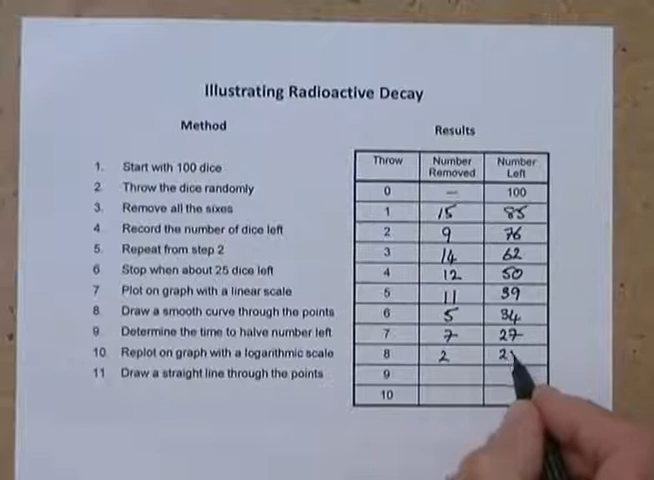 Illustrating Radioactive Decay
Method
Results
1. Start with 100 dice
2 Throw the dice randomly
3. Remove all the sixes
4. Record the number of dice left
5. Repeat from step 2
6 Stop when about 25 dice left
7 Plot on graph with a linear scale
8. Draw a smooth curve through the points
9. Determine the time to halve number left
10. Replot on graph with a logarithmic scale
11 Draw a straight line through the points
Throw Number Removed Number Left
0 — 100
1 15 85
2 9 76
3 14 62
4 12 50
5 11 39
6 5 34
7 7 27
8 2 2
9
10